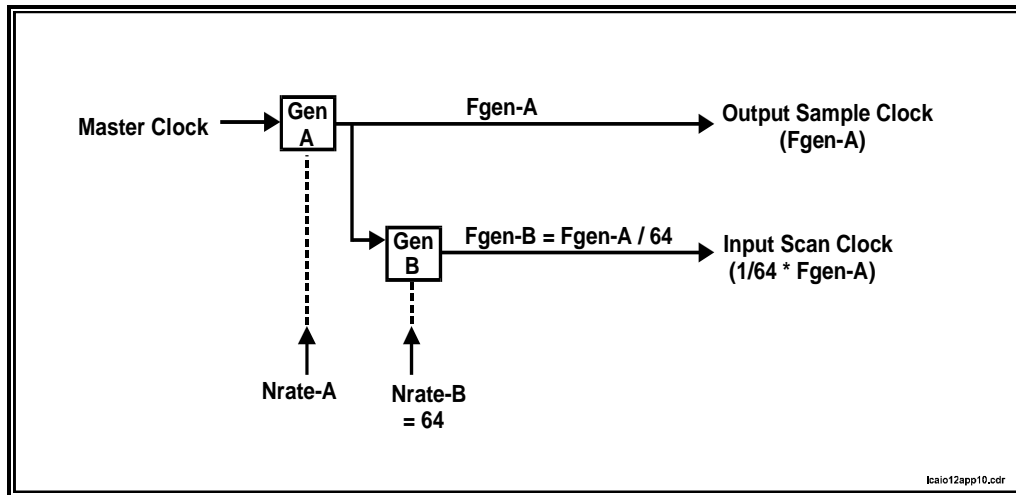 Master Clock
Gen
A
Fgen-A
Output Sample Clock
(Fgen-A)
Gen
B
Fgen-B = Fgen-A / 64
Input Scan Clock
(1/64 * Fgen-A)
Nrate-A
Nrate-B
= 64
lcaio12app10.cdr